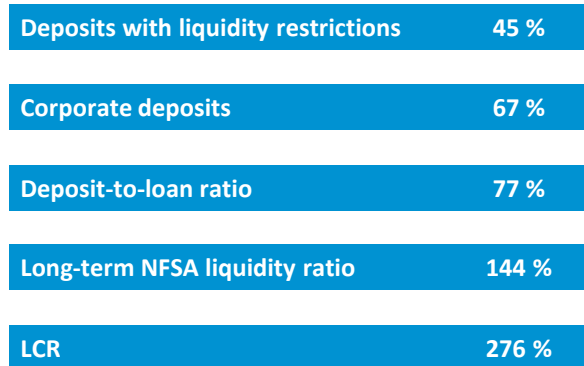 Deposits with liquidity restrictions 45 %
Corporate deposits 67 %
Deposit-to-loan ratio 77 %
Long-term NFSA liquidity ratio 144 %
LCR 276 %